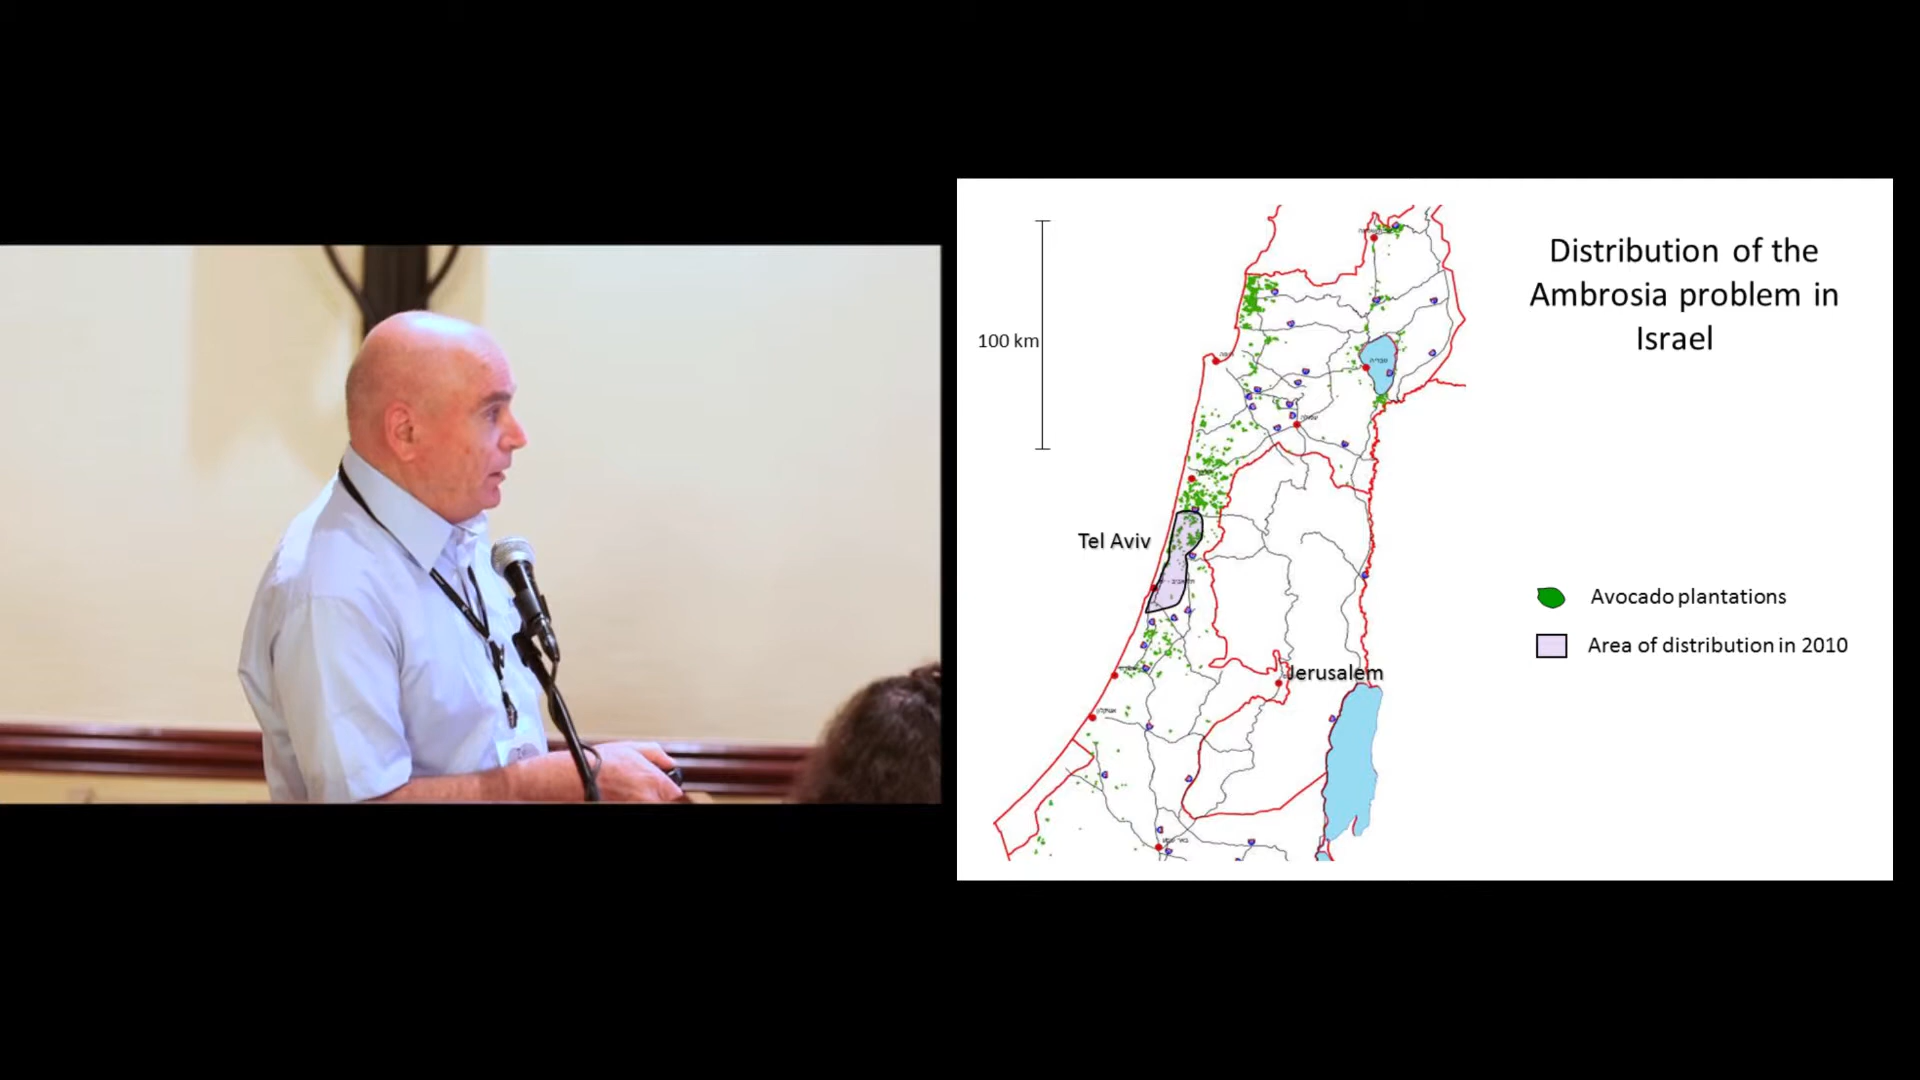 Distribution of the
Ambrosia problem in
Israel
100 km
Tel Aviv
Jerusalem
Avocado plantations
Area of distribution in 2010